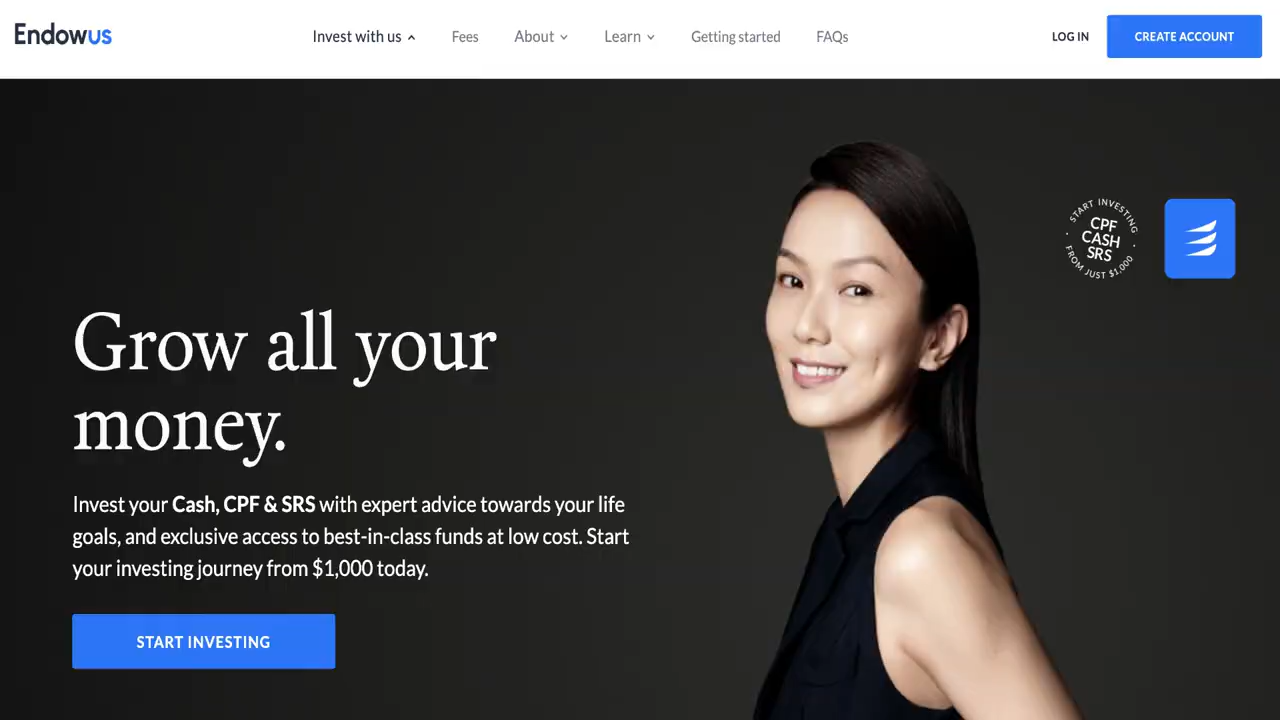 Endowus
Invest with us
Fees
About
Learn
Getting started
FAQs
LOG IN
CREATE ACCOUNT
START INVESTING
CPF
CASH
SRS
FROM JUST $1,000
Grow all your
money.
Invest your Cash, CPF & SRS with expert advice towards your life
goals, and exclusive access to best-in-class funds at low cost. Start
your investing journey from $1,000 today.
START INVESTING